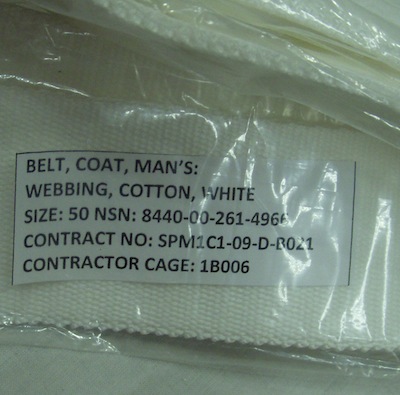 BELT, COAT, MAN'S:
WEBBING, COTTON, WHITE
SIZE: 50 NSN: 8440-00-261-4966
CONTRACT NO: SPM1C1-09-D-B021
CONTRACTOR CAGE: 1B006